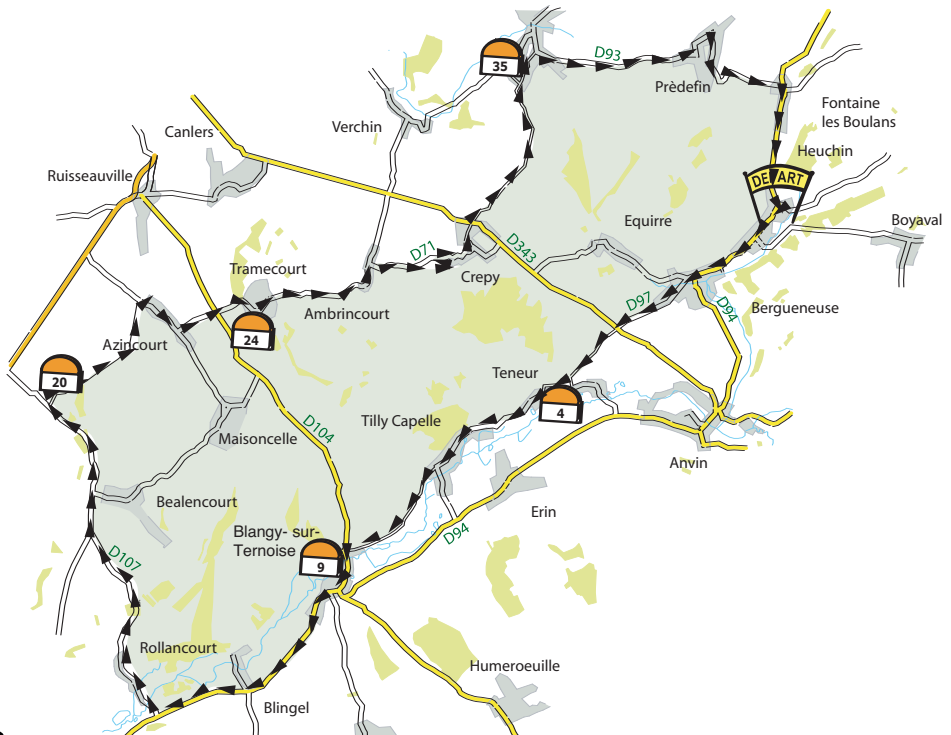 35
D93
Prèdefin
Fontaine
les Boulans
Canlers
Verchin
Heuchin
Ruisseauville
DEPART
Boyaval
Equirre
D71
D343
Tramecourt
Crepy
Ambrincourt
D97
Bergueneuse
D94
24
Azincourt
20
Teneur
4
Tilly Capelle
Maisoncelle
D104
Anvin
Bealencourt
Erin
Blangy- sur-
Ternoise
D94
9
D107
Rollancourt
Humeroeuille
Blingel